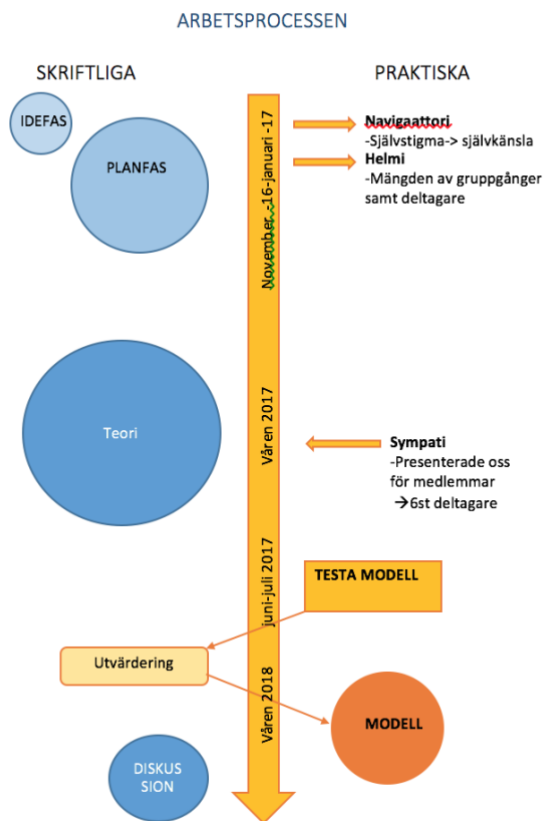 ARBETSPROCESSEN
SKRIFTLIGA
PRAKTISKA
IDEFAS
PLANFAS
November -16-januari -17
Navigaattori
-Självstigma-> självkänsla
Helmi
-Mängden av gruppgånger
samt deltagare
Teori
Våren 2017
Sympati
-Presenterade oss
för medlemmar
→6st deltagare
juni-juli 2017
TESTA MODELL
Utvärdering
Våren 2018
MODELL
DISKUS
SION